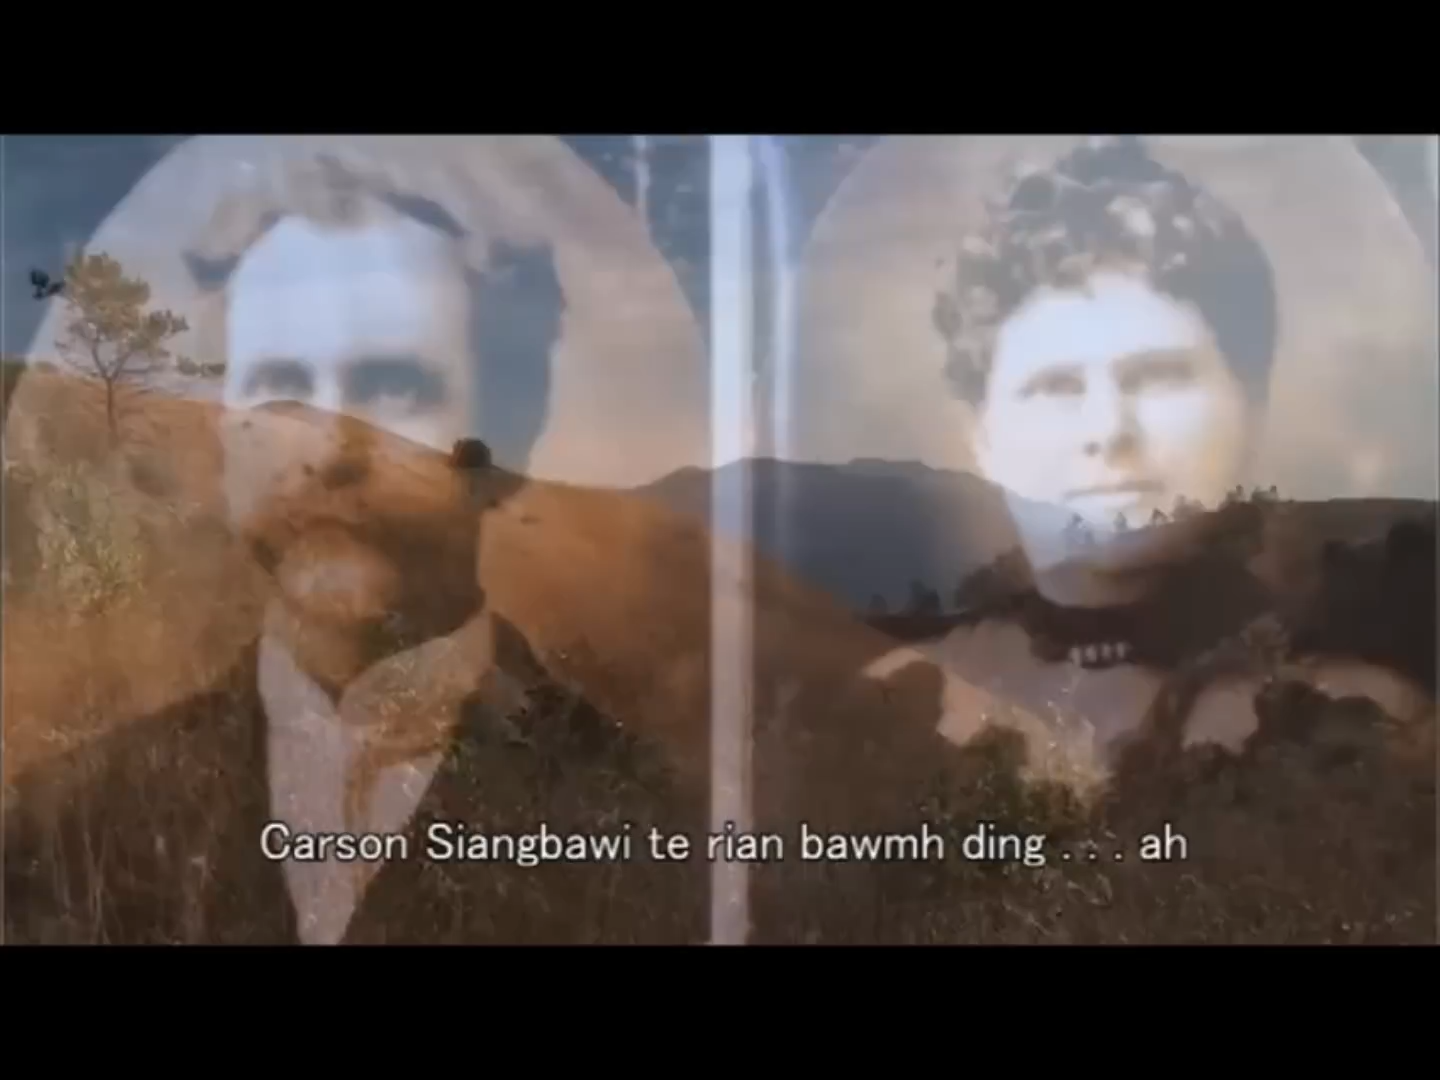 Carson Siangbawi te rian bawmh ding . . . ah